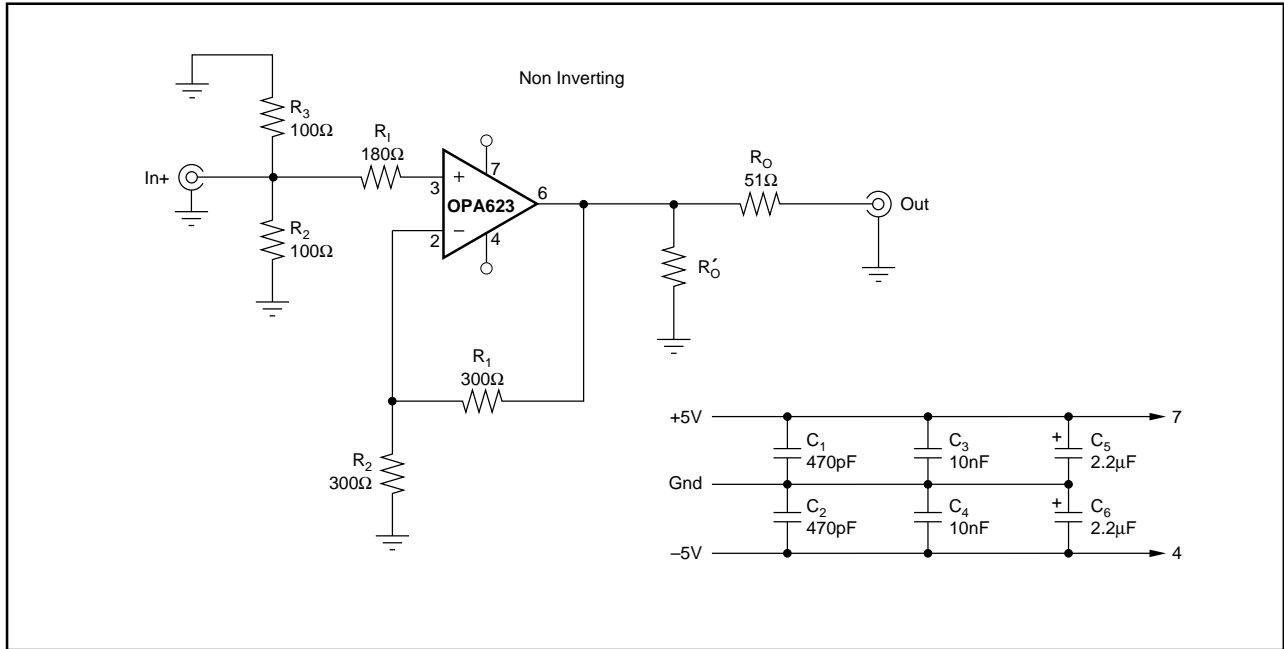 Non Inverting
R3
100Ω
In+
RI
180Ω
R2
100Ω
3
+
7
OPA623
2
–
4
6
RO
51Ω
Out
R′O
R1
300Ω
R2
300Ω
+5V
C1
470pF
C3
10nF
+
C5
2.2µF
7
Gnd
C2
470pF
C4
10nF
+
C6
2.2µF
–5V
4